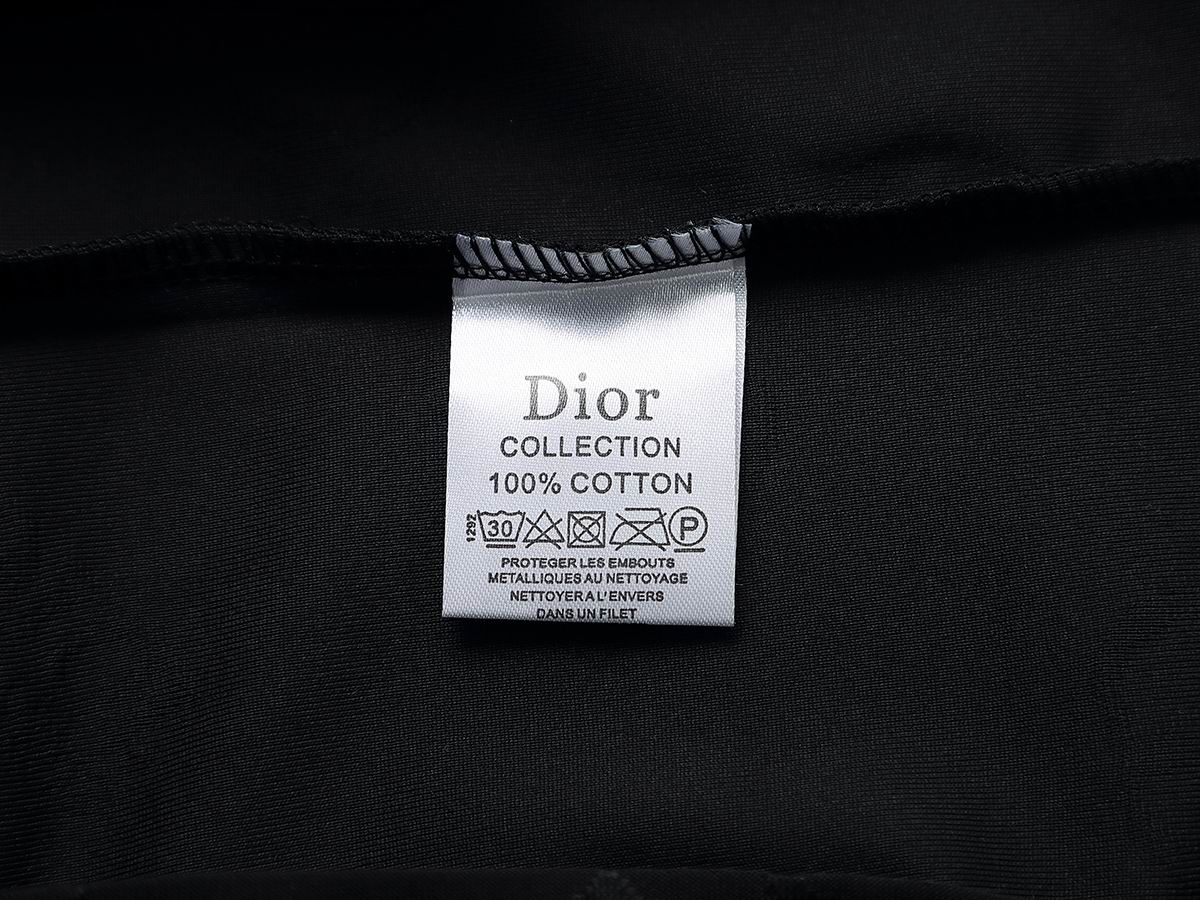 Dior
COLLECTION
100% COTTON
1292 30 P
PROTEGER LES EMBOUTS
METALLIQUES AU NETTOYAGE
NETTOYER A L'ENVERS
DANS UN FILET